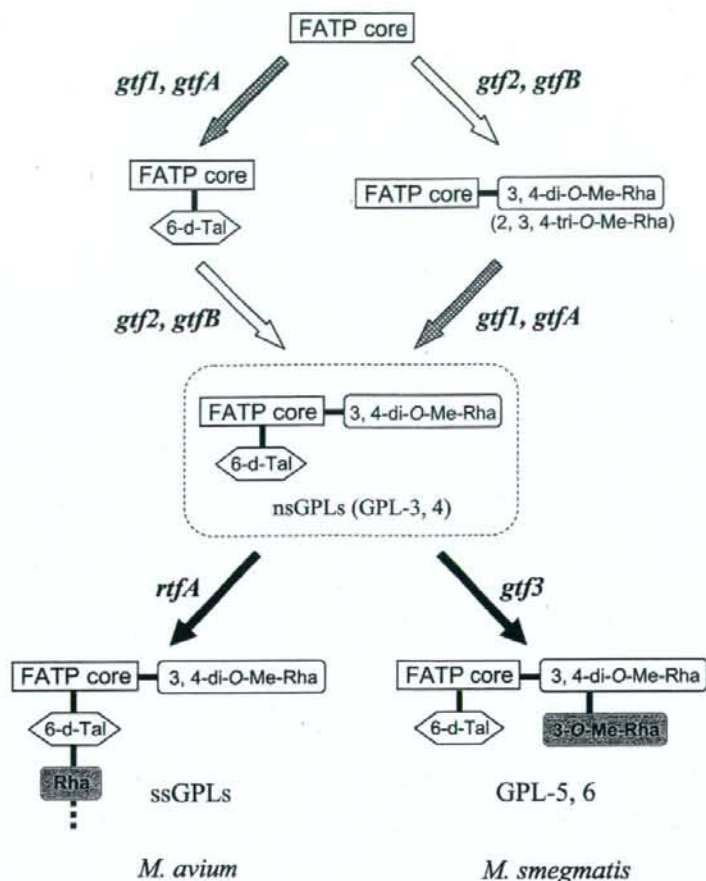 FATP core
gtf1, gtfA
gtf2, gtfB
FATP core
6-d-Tal
FATP core
3, 4-di-O-Me-Rha
(2, 3, 4-tri-O-Me-Rha)
gtf2, gtfB
gtf1, gtfA
FATP core
3, 4-di-O-Me-Rha
6-d-Tal
nsGPLs (GPL-3, 4)
rtfA
gtf3
FATP core
3, 4-di-O-Me-Rha
6-d-Tal
Rha
ssGPLs
FATP core
3, 4-di-O-Me-Rha
6-d-Tal
3-O-Me-Rha
GPL-5, 6
M. avium
M. smegmatis